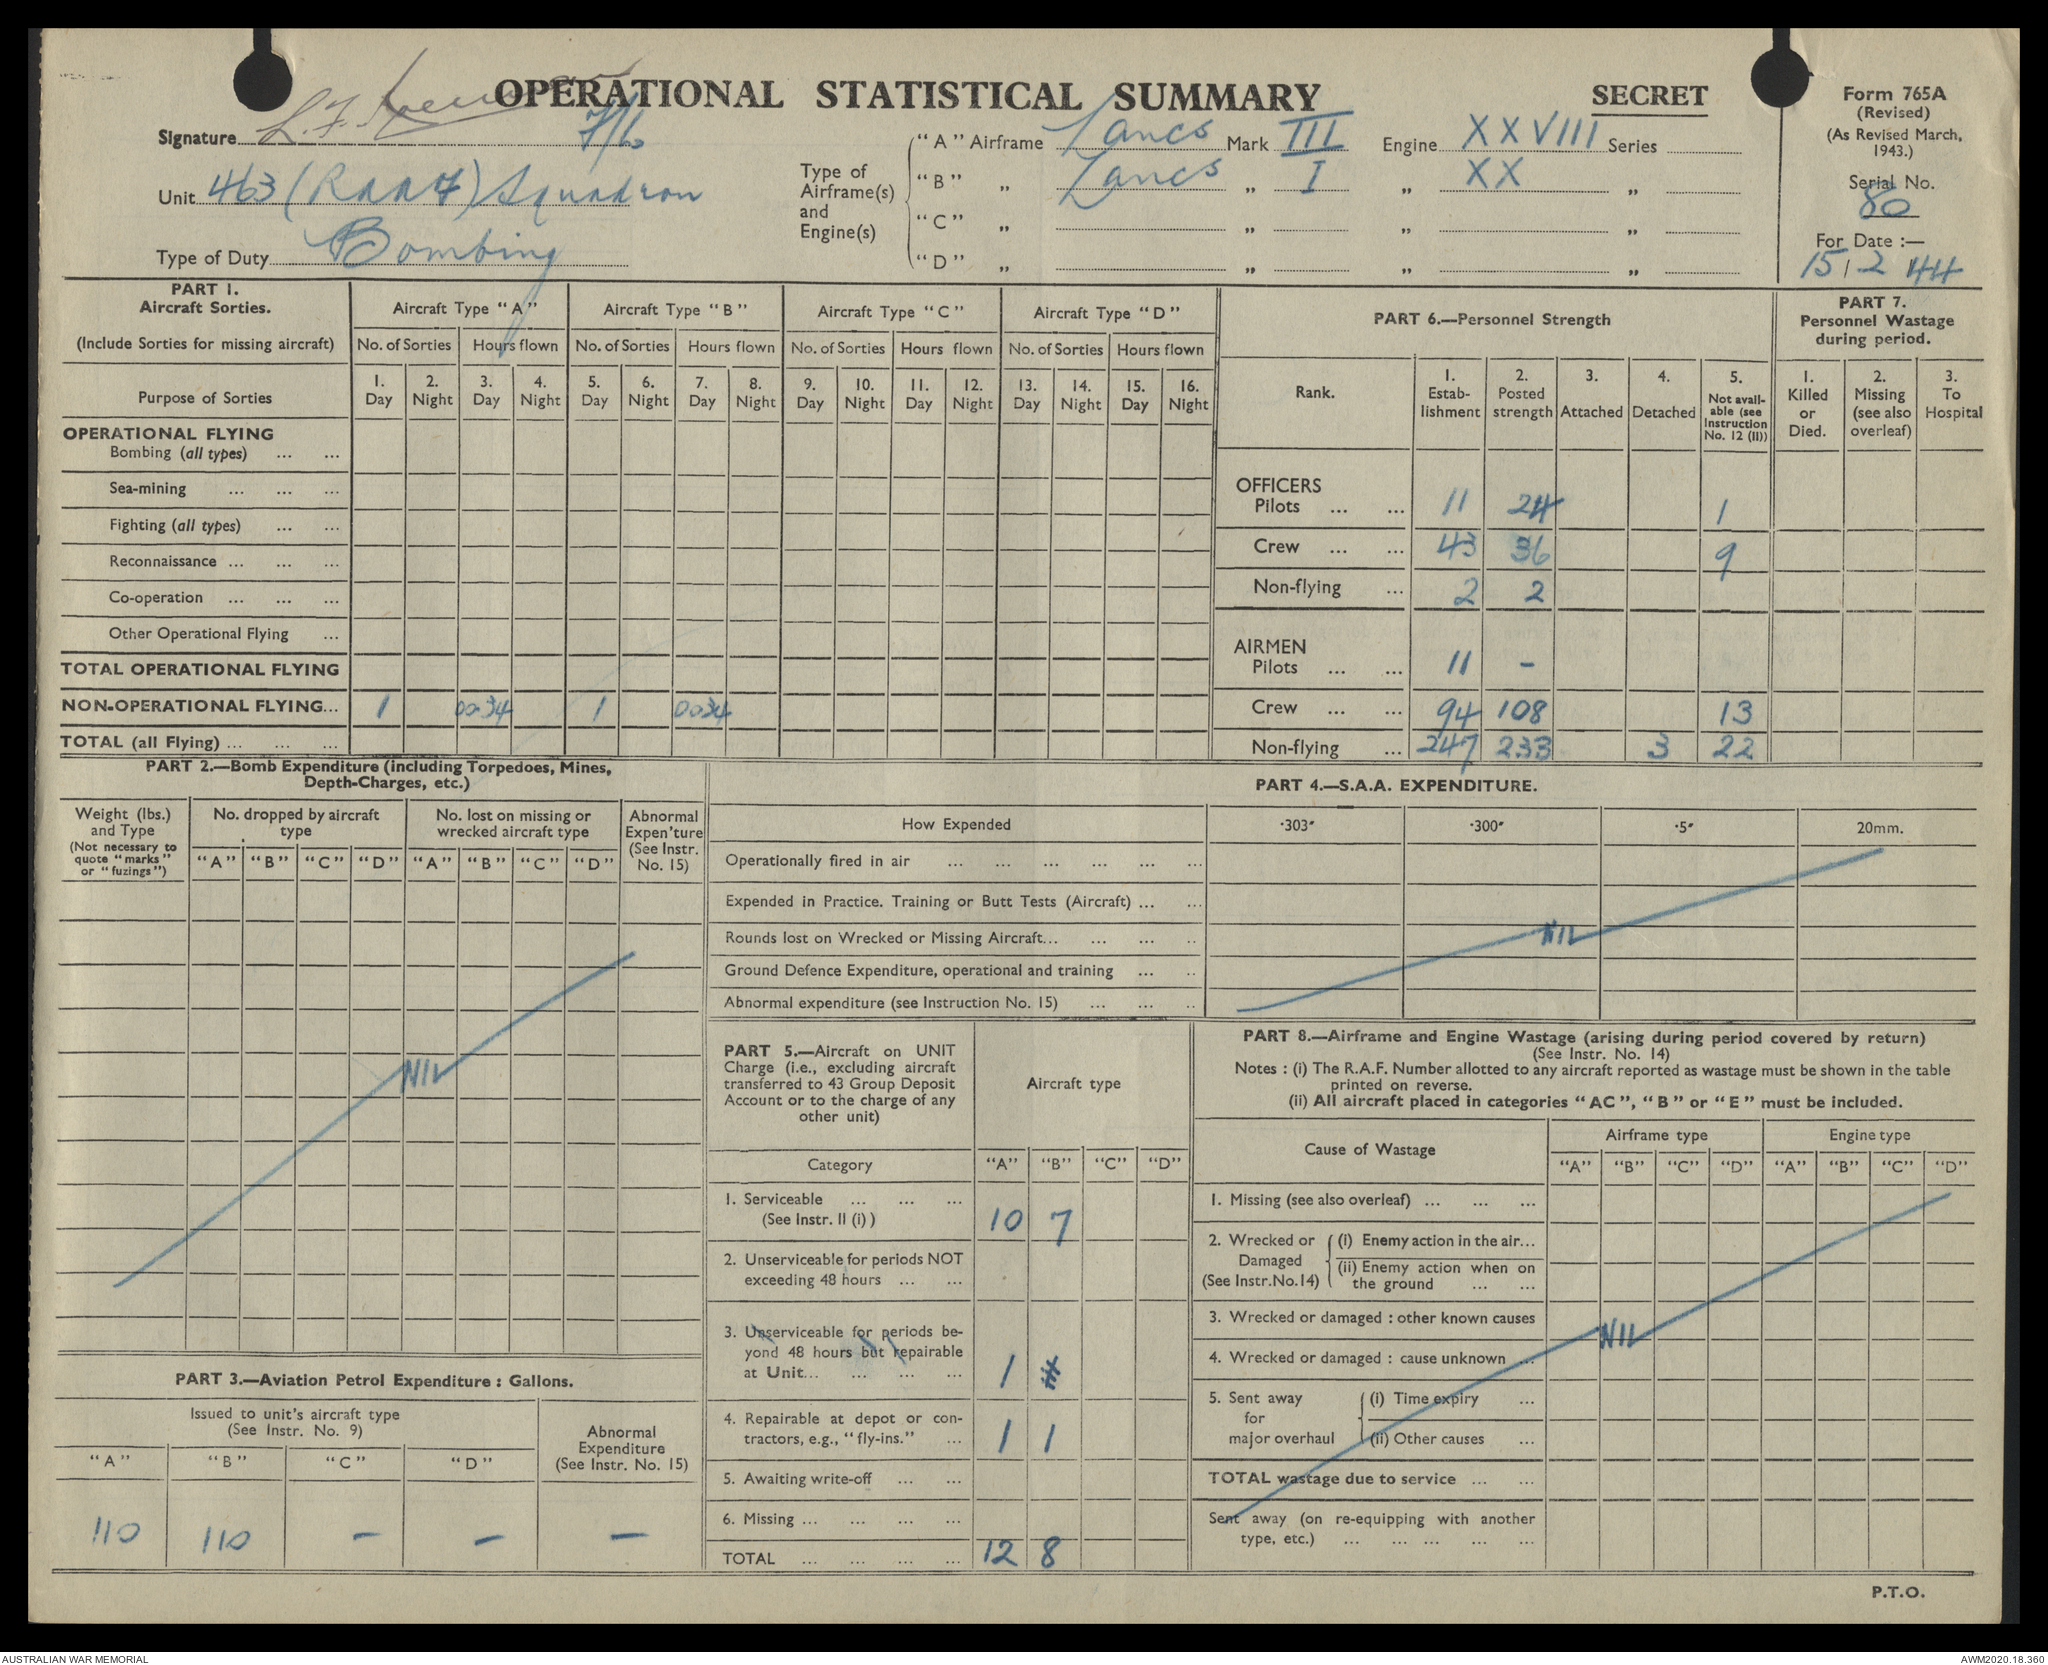 OPERATIONAL STATISTICAL SUMMARY
SECRET
Form 765A
(Revised)
(As Revised March,
1943.)
Serial No.
80
For Date :—
15/2 44
Signature L. F. F/O
Unit 463 (RAAF) Squadron
Type of Duty Bombing
Type of
Airframe(s)
and
Engine(s)
"A" Airframe Lancs Mark III Engine XXVIII Series
"B" „ Lancs „ I „ XX „
"C" „ „ „ „
"D" „ „ „ „
PART 1.
Aircraft Sorties.
(Include Sorties for missing aircraft)
Aircraft Type "A" Aircraft Type "B" Aircraft Type "C" Aircraft Type "D"
No. of Sorties Hours flown No. of Sorties Hours flown No. of Sorties Hours flown No. of Sorties Hours flown
Purpose of Sorties
1. Day 2. Night 3. Day 4. Night 5. Day 6. Night 7. Day 8. Night 9. Day 10. Night 11. Day 12. Night 13. Day 14. Night 15. Day 16. Night
OPERATIONAL FLYING
Bombing (all types) ... ...
Sea-mining ... ... ...
Fighting (all types) ... ...
Reconnaissance ... ... ...
Co-operation ... ... ...
Other Operational Flying ...
TOTAL OPERATIONAL FLYING
NON-OPERATIONAL FLYING... 1 0034 1 0034
TOTAL (all Flying) ... ... ...
PART 6.—Personnel Strength
Rank.
1. Estab-lishment 2. Posted strength 3. Attached 4. Detached 5. Not avail-able (see Instruction No. 12 (II))
OFFICERS
Pilots ... ... 11 24 1
Crew ... ... 43 36 9
Non-flying ... 2 2
AIRMEN
Pilots ... ... 11 -
Crew ... ... 94 108 13
Non-flying ... 247 233 3 22
PART 7.
Personnel Wastage
during period.
1. Killed or Died. 2. Missing (see also overleaf) 3. To Hospital
PART 2.—Bomb Expenditure (including Torpedoes, Mines,
Depth-Charges, etc.)
Weight (lbs.)
and Type
(Not necessary to
quote "marks"
or "fuzings")
No. dropped by aircraft
type
No. lost on missing or
wrecked aircraft type
Abnormal
Expen'ture
(See Instr.
No. 15)
"A" "B" "C" "D" "A" "B" "C" "D"
NIL
PART 3.—Aviation Petrol Expenditure : Gallons.
Issued to unit's aircraft type
(See Instr. No. 9)
Abnormal
Expenditure
(See Instr. No. 15)
"A" "B" "C" "D"
110 110 - - -
PART 4.—S.A.A. EXPENDITURE.
How Expended ·303" ·300" ·5" 20mm.
Operationally fired in air ... ... ... ... ... ...
Expended in Practice. Training or Butt Tests (Aircraft) ... ...
Rounds lost on Wrecked or Missing Aircraft... ... ... ..
Ground Defence Expenditure, operational and training ... ..
Abnormal expenditure (see Instruction No. 15) ... ... ..
NIL
PART 5.—Aircraft on UNIT
Charge (i.e., excluding aircraft
transferred to 43 Group Deposit
Account or to the charge of any
other unit)
Aircraft type
Category "A" "B" "C" "D"
1. Serviceable ... ... ...
(See Instr. II (i) ) 10 7
2. Unserviceable for periods NOT
exceeding 48 hours ... ...
3. Unserviceable for periods be-
yond 48 hours but repairable
at Unit... ... ... ... 1
4. Repairable at depot or con-
tractors, e.g., "fly-ins." ... 1 1
5. Awaiting write-off ... ...
6. Missing ... ... ... ...
TOTAL ... ... ... ... 12 8
PART 8.—Airframe and Engine Wastage (arising during period covered by return)
(See Instr. No. 14)
Notes : (i) The R.A.F. Number allotted to any aircraft reported as wastage must be shown in the table
printed on reverse.
(ii) All aircraft placed in categories "AC", "B" or "E" must be included.
Cause of Wastage Airframe type Engine type
"A" "B" "C" "D" "A" "B" "C" "D"
1. Missing (see also overleaf) ... ... ...
2. Wrecked or
Damaged
(See Instr.No.14)
(i) Enemy action in the air...
(ii) Enemy action when on
the ground ... ...
3. Wrecked or damaged : other known causes
4. Wrecked or damaged : cause unknown ...
NIL
5. Sent away
for
major overhaul
(i) Time expiry ...
(ii) Other causes ...
TOTAL wastage due to service ... ...
Sent away (on re-equipping with another
type, etc.) ... ... ... ... ...
P.T.O.
AUSTRALIAN WAR MEMORIAL
AWM2020.18.360